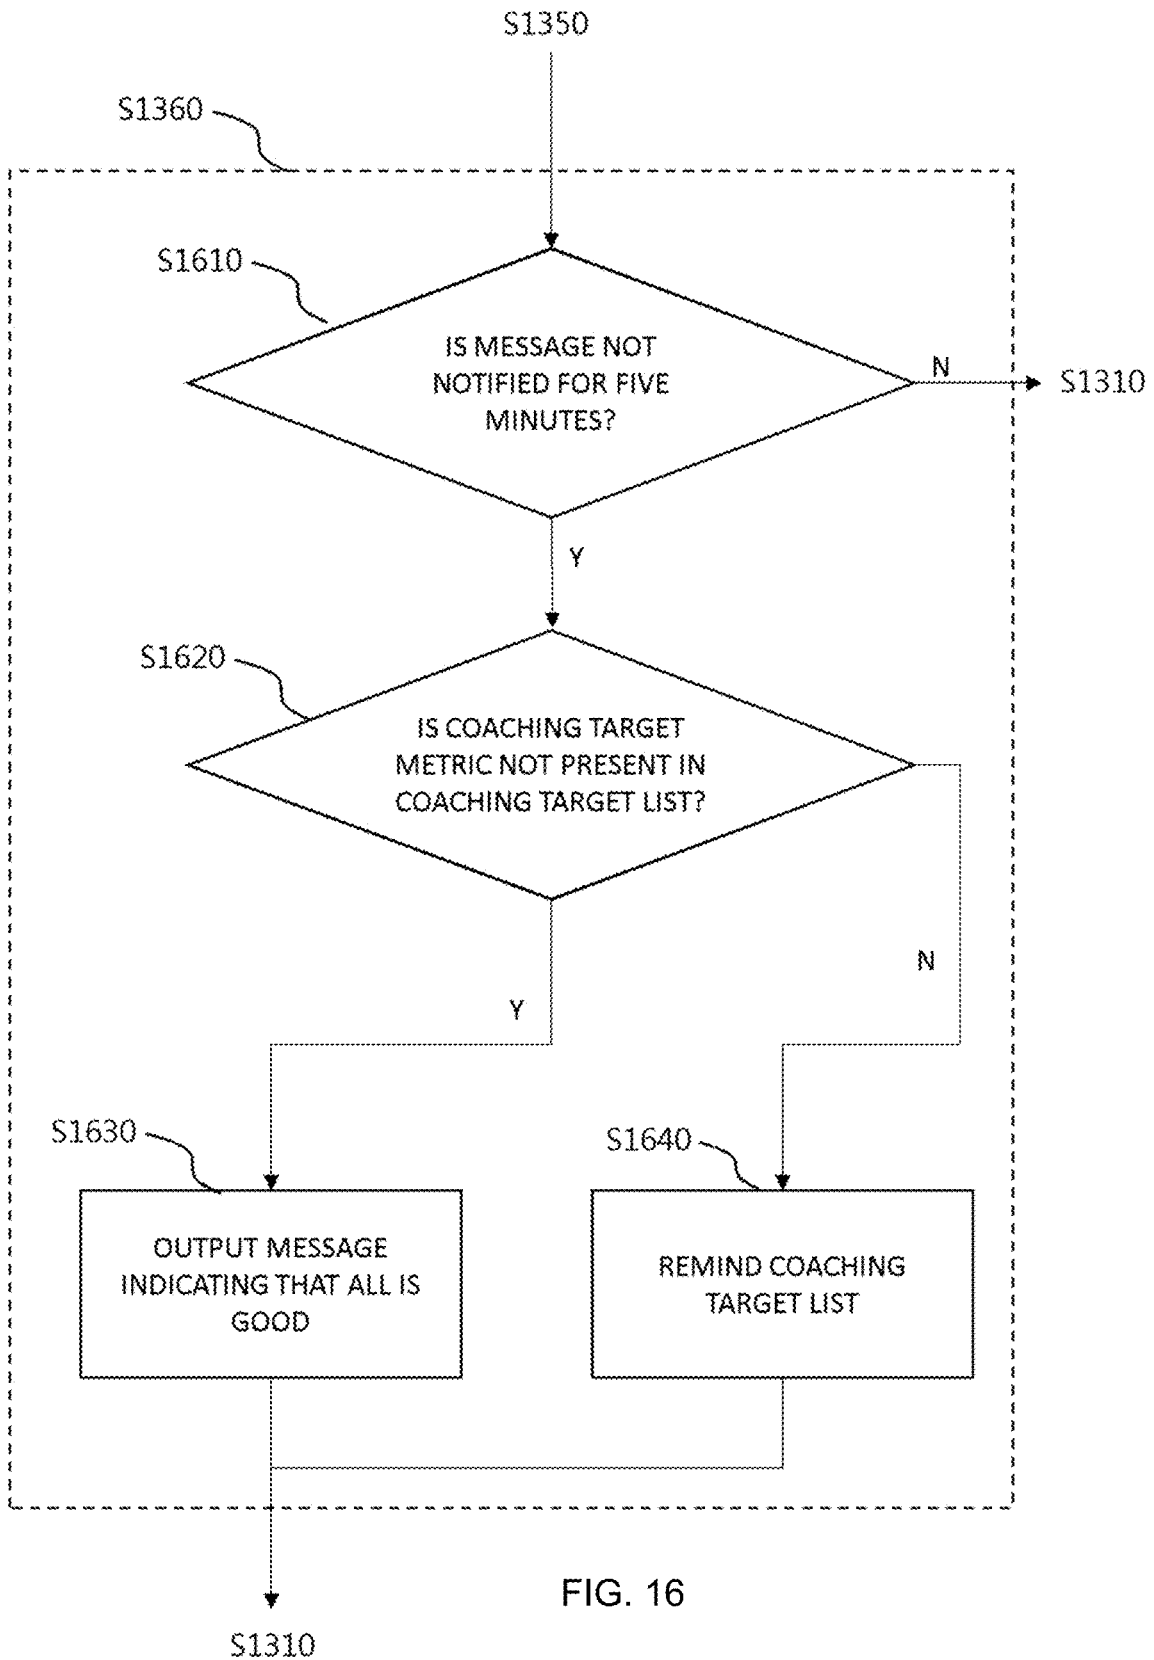 S1350
S1360
S1610
IS MESSAGE NOT
NOTIFIED FOR FIVE
MINUTES?
N
S1310
Y
S1620
IS COACHING TARGET
METRIC NOT PRESENT IN
COACHING TARGET LIST?
N
Y
S1630
S1640
OUTPUT MESSAGE
INDICATING THAT ALL IS
GOOD
REMIND COACHING
TARGET LIST
FIG. 16
S1310